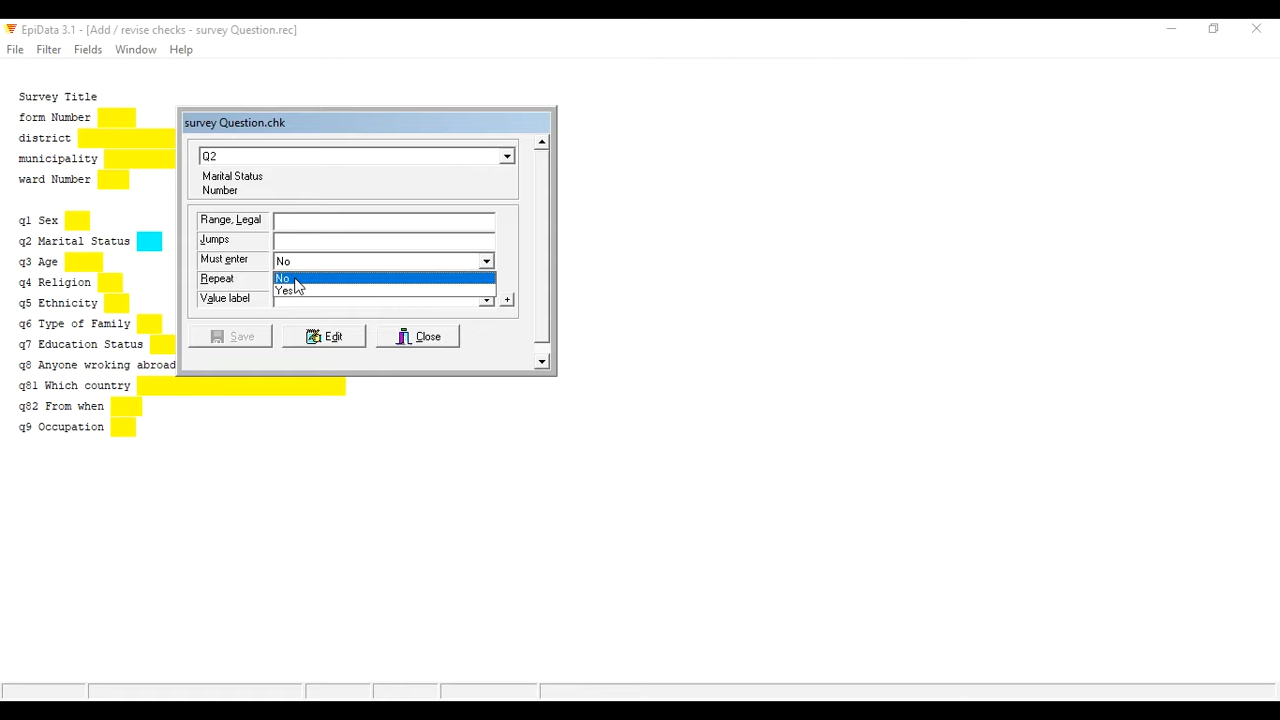 EpiData 3.1 - [Add / revise checks - survey Question.rec]
File Filter Fields Window Help
Survey Title
form Number
district
municipality
ward Number
q1 Sex
q2 Marital Status
q3 Age
q4 Religion
q5 Ethnicity
q6 Type of Family
q7 Education Status
q8 Anyone wroking abroad
q81 Which country
q82 From when
q9 Occupation
survey Question.chk
Q2
Marital Status
Number
Range, Legal
Jumps
Must enter No
Repeat No
Yes
Value label +
Save Edit Close